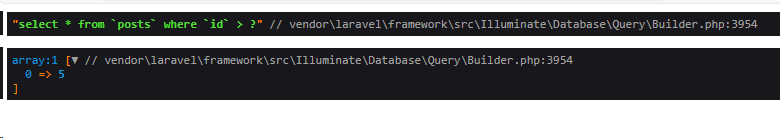 "select * from `posts` where `id` > ?" // vendor\laravel\framework\src\Illuminate\Database\Query\Builder.php:3954
array:1 [▼ // vendor\laravel\framework\src\Illuminate\Database\Query\Builder.php:3954
  0 => 5
]